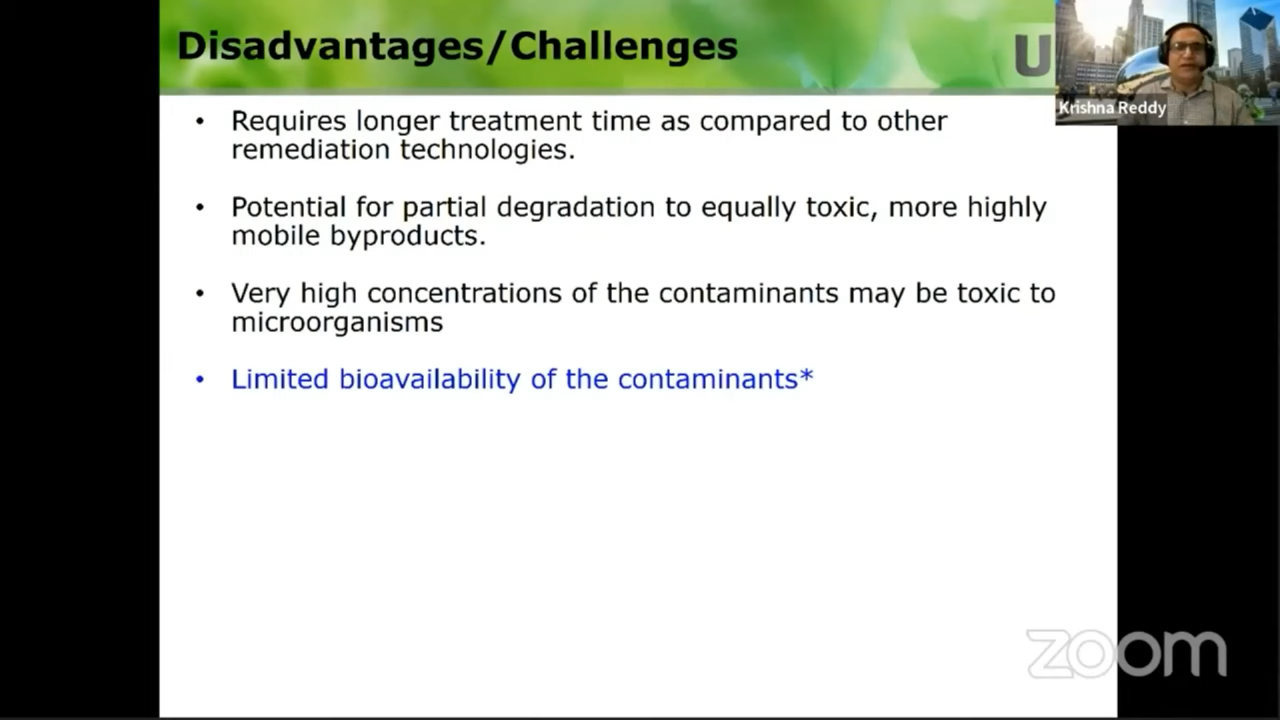 Disadvantages/Challenges
U
Krishna Reddy
• Requires longer treatment time as compared to other
remediation technologies.
• Potential for partial degradation to equally toxic, more highly
mobile byproducts.
• Very high concentrations of the contaminants may be toxic to
microorganisms
• Limited bioavailability of the contaminants*
zoom